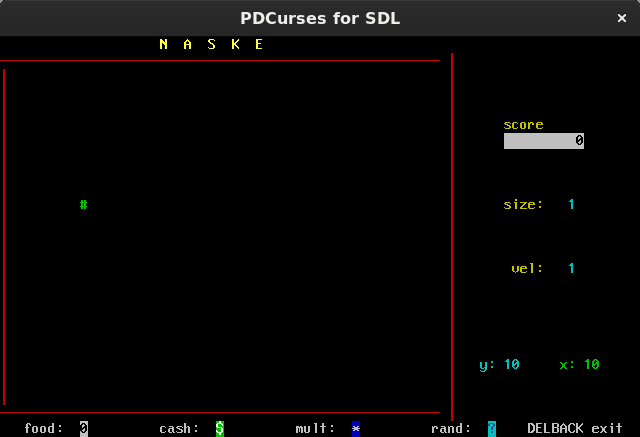 PDCurses for SDL ×
N A S K E
score
0
#
size: 1
vel: 1
y: 10 x: 10
food: 0 cash: $ mult: * rand: ? DELBACK exit